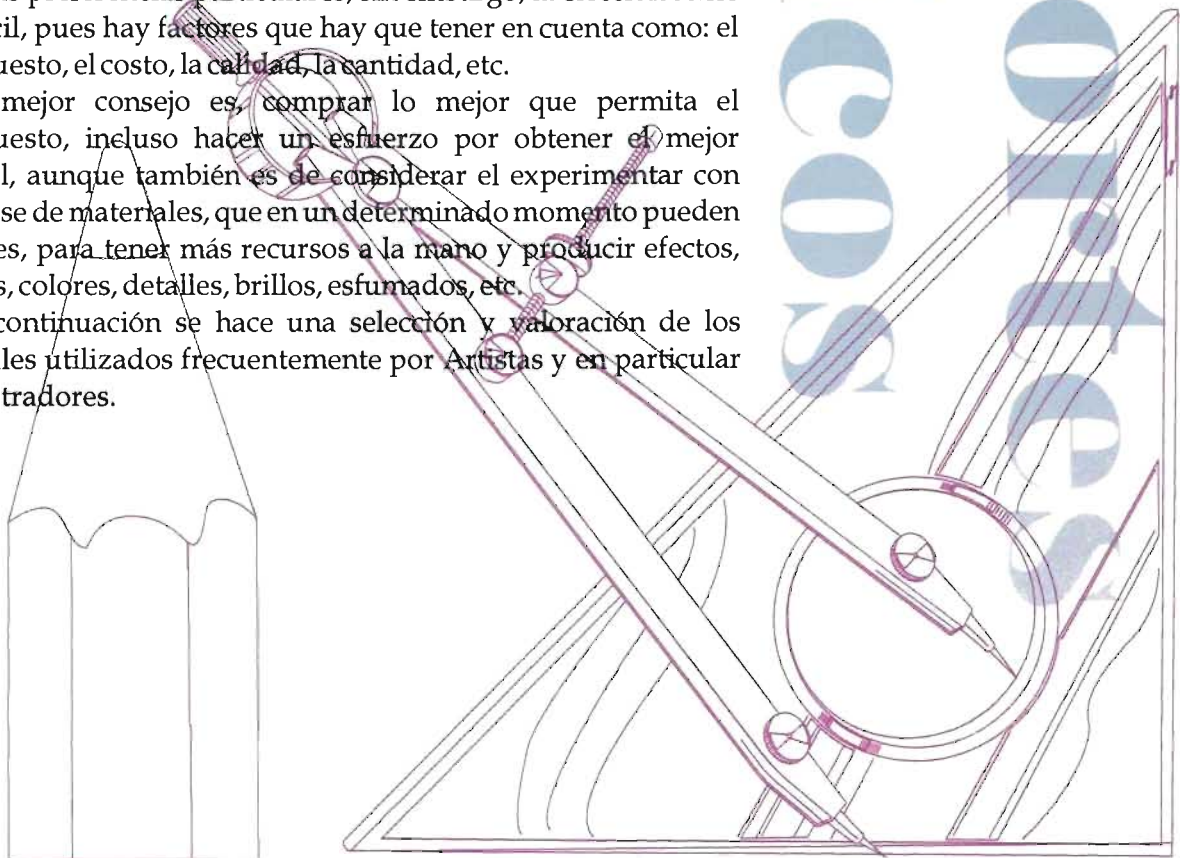 cil, pues hay factores que hay que tener en cuenta como: el
uesto, el costo, la calidad, la cantidad, etc.
mejor consejo es, comprar lo mejor que permita el
uesto, incluso hacer un esfuerzo por obtener el mejor
l, aunque también es de considerar el experimentar con
se de materiales, que en un determinado momento pueden
es, para tener más recursos a la mano y producir efectos,
s, colores, detalles, brillos, esfumados, etc.
continuación se hace una selección y valoración de los
les utilizados frecuentemente por Artistas y en particular
tradores.
ortes
cos